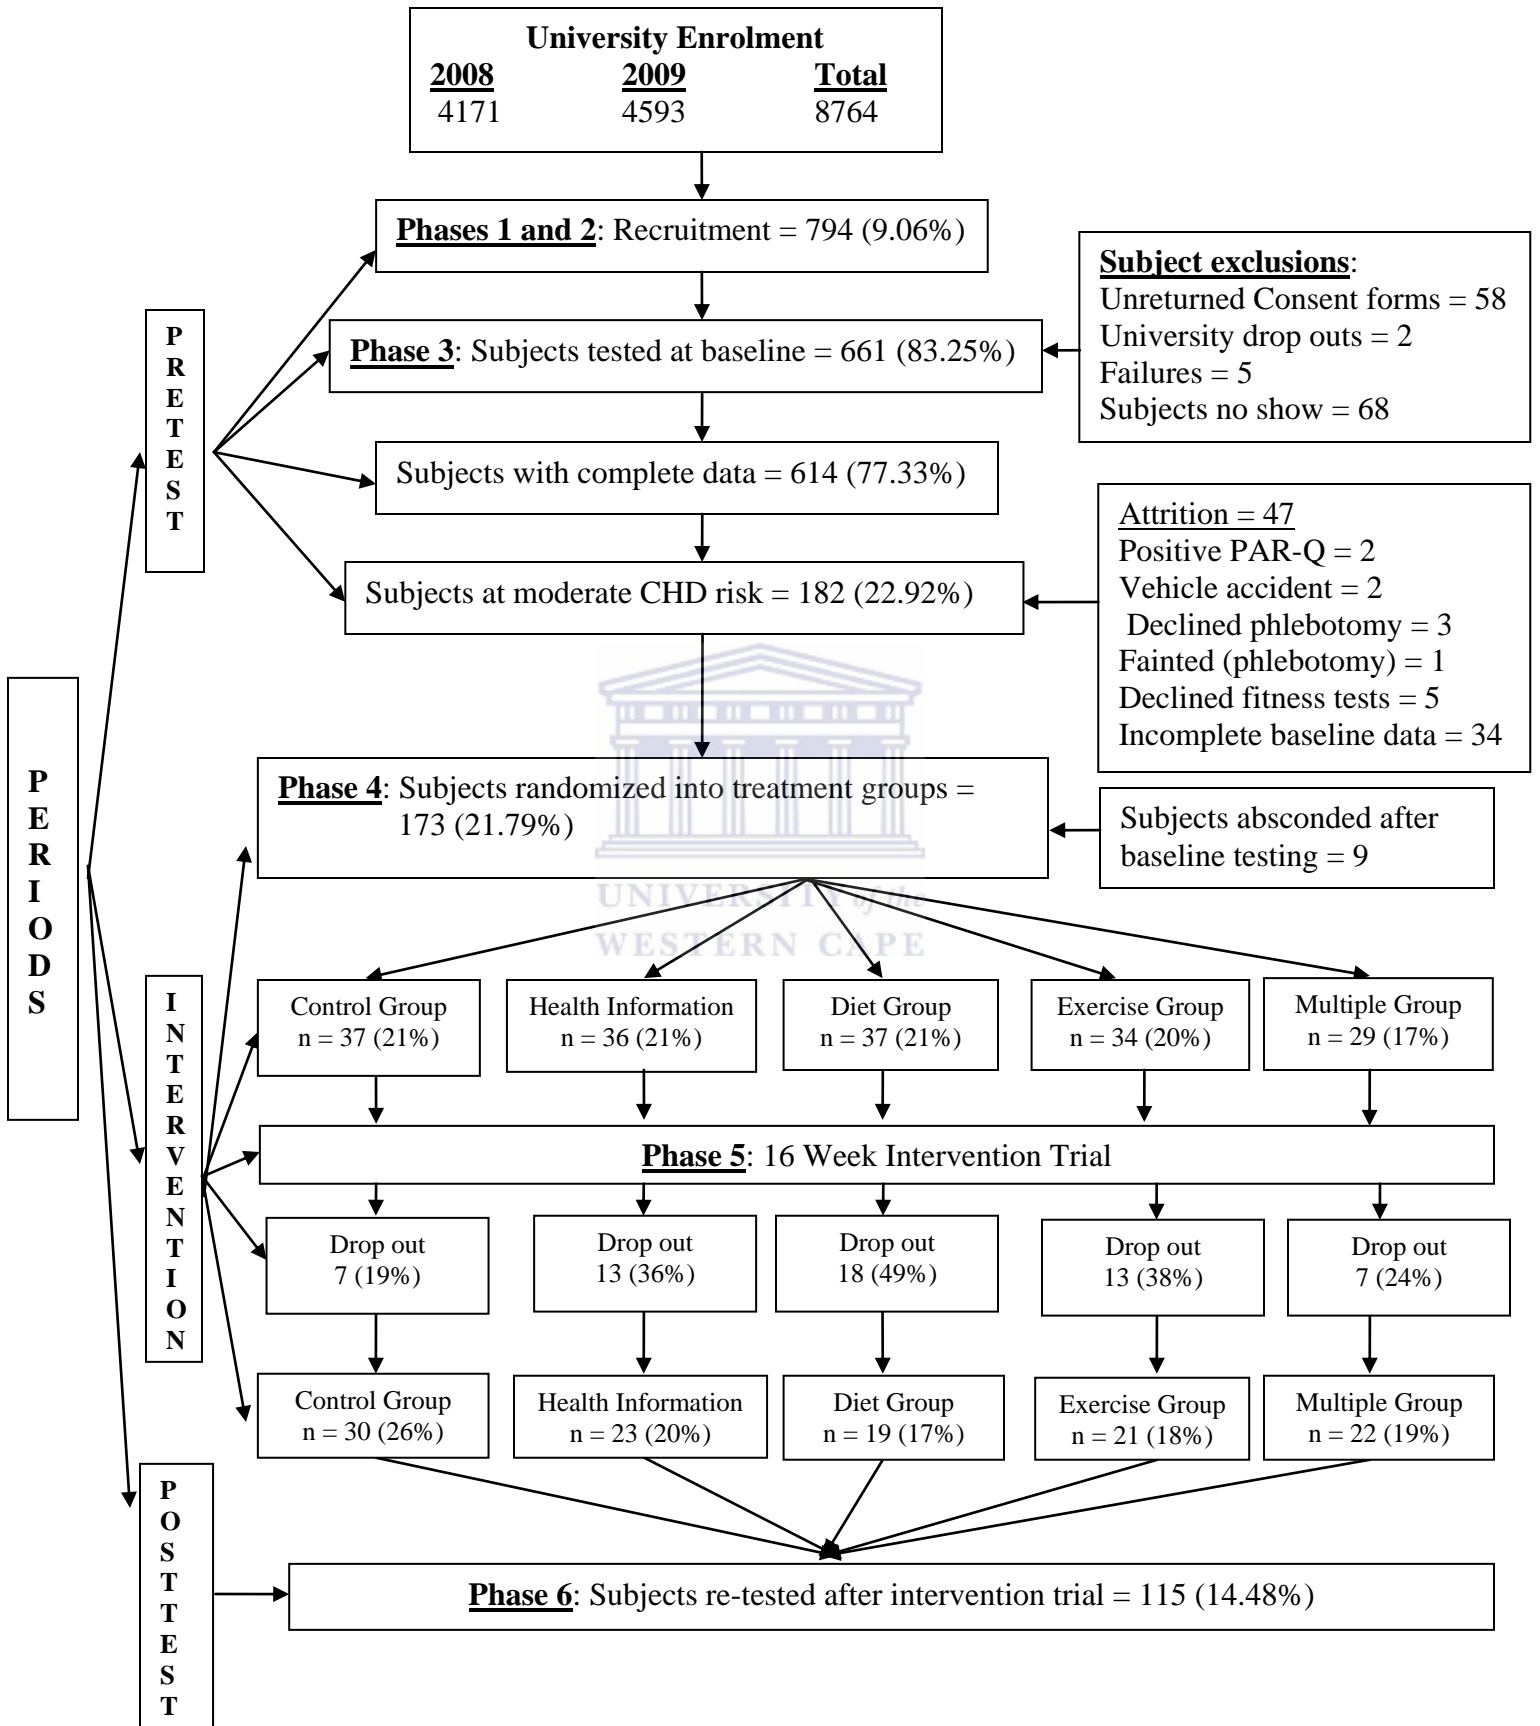 University Enrolment
2008 2009 Total
4171 4593 8764
Phases 1 and 2: Recruitment = 794 (9.06%)
Subject exclusions:
Unreturned Consent forms = 58
University drop outs = 2
Failures = 5
Subjects no show = 68
PRETEST
Phase 3: Subjects tested at baseline = 661 (83.25%)
Subjects with complete data = 614 (77.33%)
Attrition = 47
Positive PAR-Q = 2
Vehicle accident = 2
Declined phlebotomy = 3
Fainted (phlebotomy) = 1
Declined fitness tests = 5
Incomplete baseline data = 34
Subjects at moderate CHD risk = 182 (22.92%)
PERIODS
Phase 4: Subjects randomized into treatment groups =
173 (21.79%)
Subjects absconded after
baseline testing = 9
UNIVERSITY of the
WESTERN CAPE
INTERVENTION
Control Group
n = 37 (21%)
Health Information
n = 36 (21%)
Diet Group
n = 37 (21%)
Exercise Group
n = 34 (20%)
Multiple Group
n = 29 (17%)
Phase 5: 16 Week Intervention Trial
Drop out
7 (19%)
Drop out
13 (36%)
Drop out
18 (49%)
Drop out
13 (38%)
Drop out
7 (24%)
Control Group
n = 30 (26%)
Health Information
n = 23 (20%)
Diet Group
n = 19 (17%)
Exercise Group
n = 21 (18%)
Multiple Group
n = 22 (19%)
POSTTEST
Phase 6: Subjects re-tested after intervention trial = 115 (14.48%)